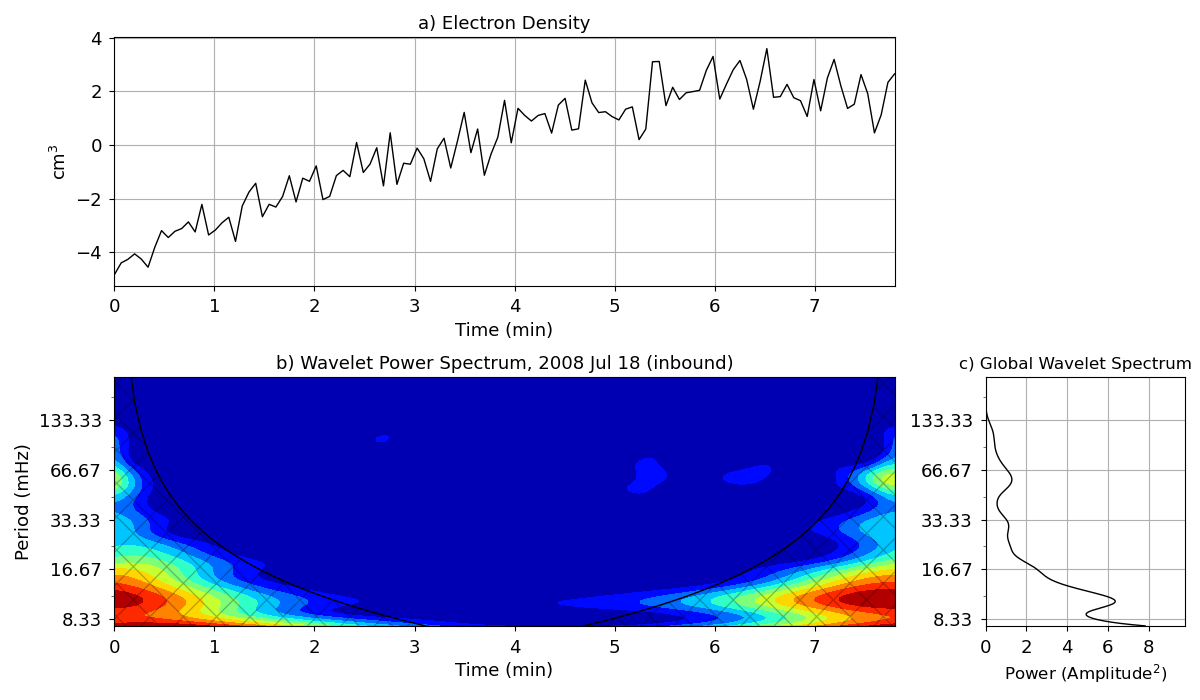 a) Electron Density
4
2
0
−2
−4
cm³
0 1 2 3 4 5 6 7
Time (min)
b) Wavelet Power Spectrum, 2008 Jul 18 (inbound)
133.33
66.67
33.33
16.67
8.33
Period (mHz)
0 1 2 3 4 5 6 7
Time (min)
c) Global Wavelet Spectrum
133.33
66.67
33.33
16.67
8.33
0 2 4 6 8
Power (Amplitude²)